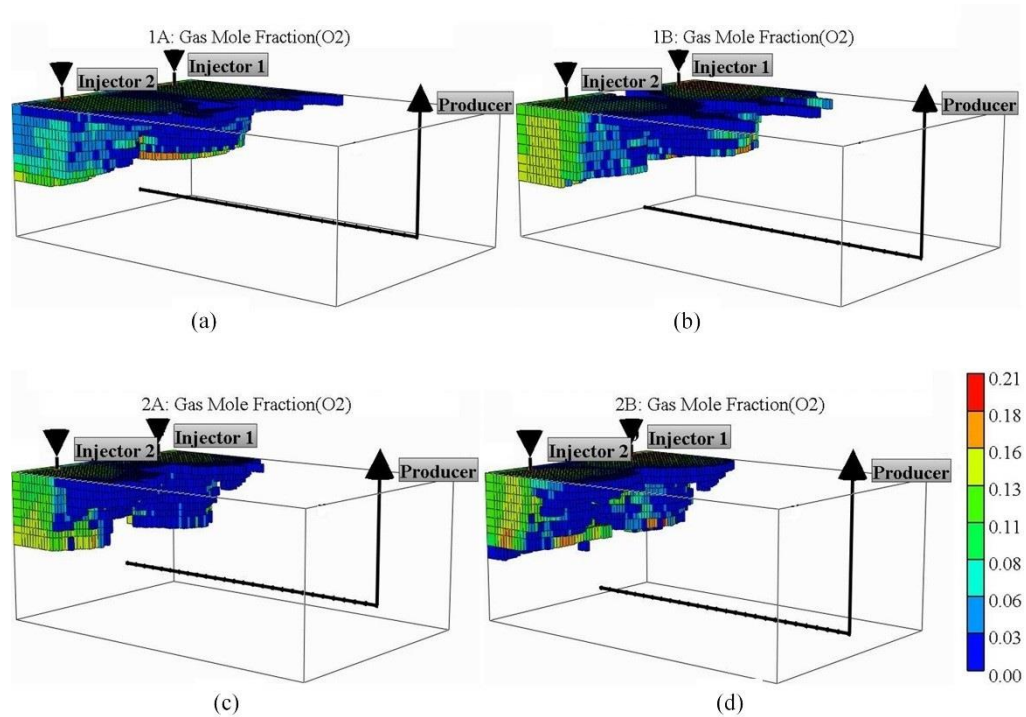 1A: Gas Mole Fraction(O2)
Injector 1
Injector 2
Producer
(a)
1B: Gas Mole Fraction(O2)
Injector 1
Injector 2
Producer
(b)
2A: Gas Mole Fraction(O2)
Injector 1
Injector 2
Producer
(c)
2B: Gas Mole Fraction(O2)
Injector 1
Injector 2
Producer
(d)
0.21
0.18
0.16
0.13
0.11
0.08
0.06
0.03
0.00